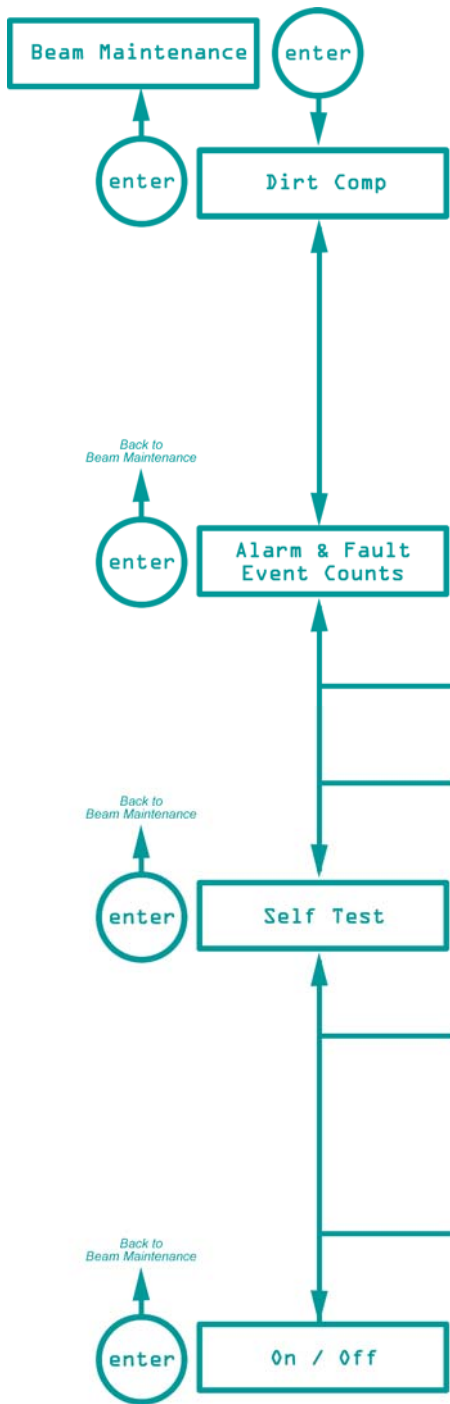 Beam Maintenance
enter
enter
Dirt Comp
Back to
Beam Maintenance
enter
Alarm & Fault
Event Counts
Back to
Beam Maintenance
enter
Self Test
Back to
Beam Maintenance
enter
On / Off